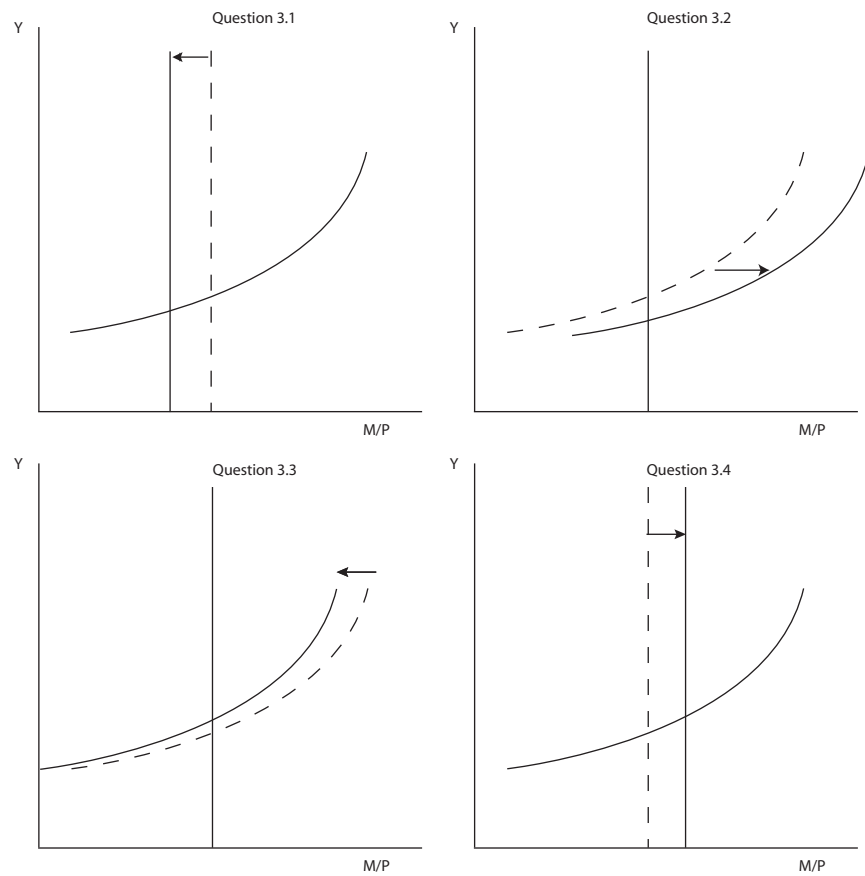 Question 3.1
Y
M/P
Question 3.2
Y
M/P
Question 3.3
Y
M/P
Question 3.4
Y
M/P